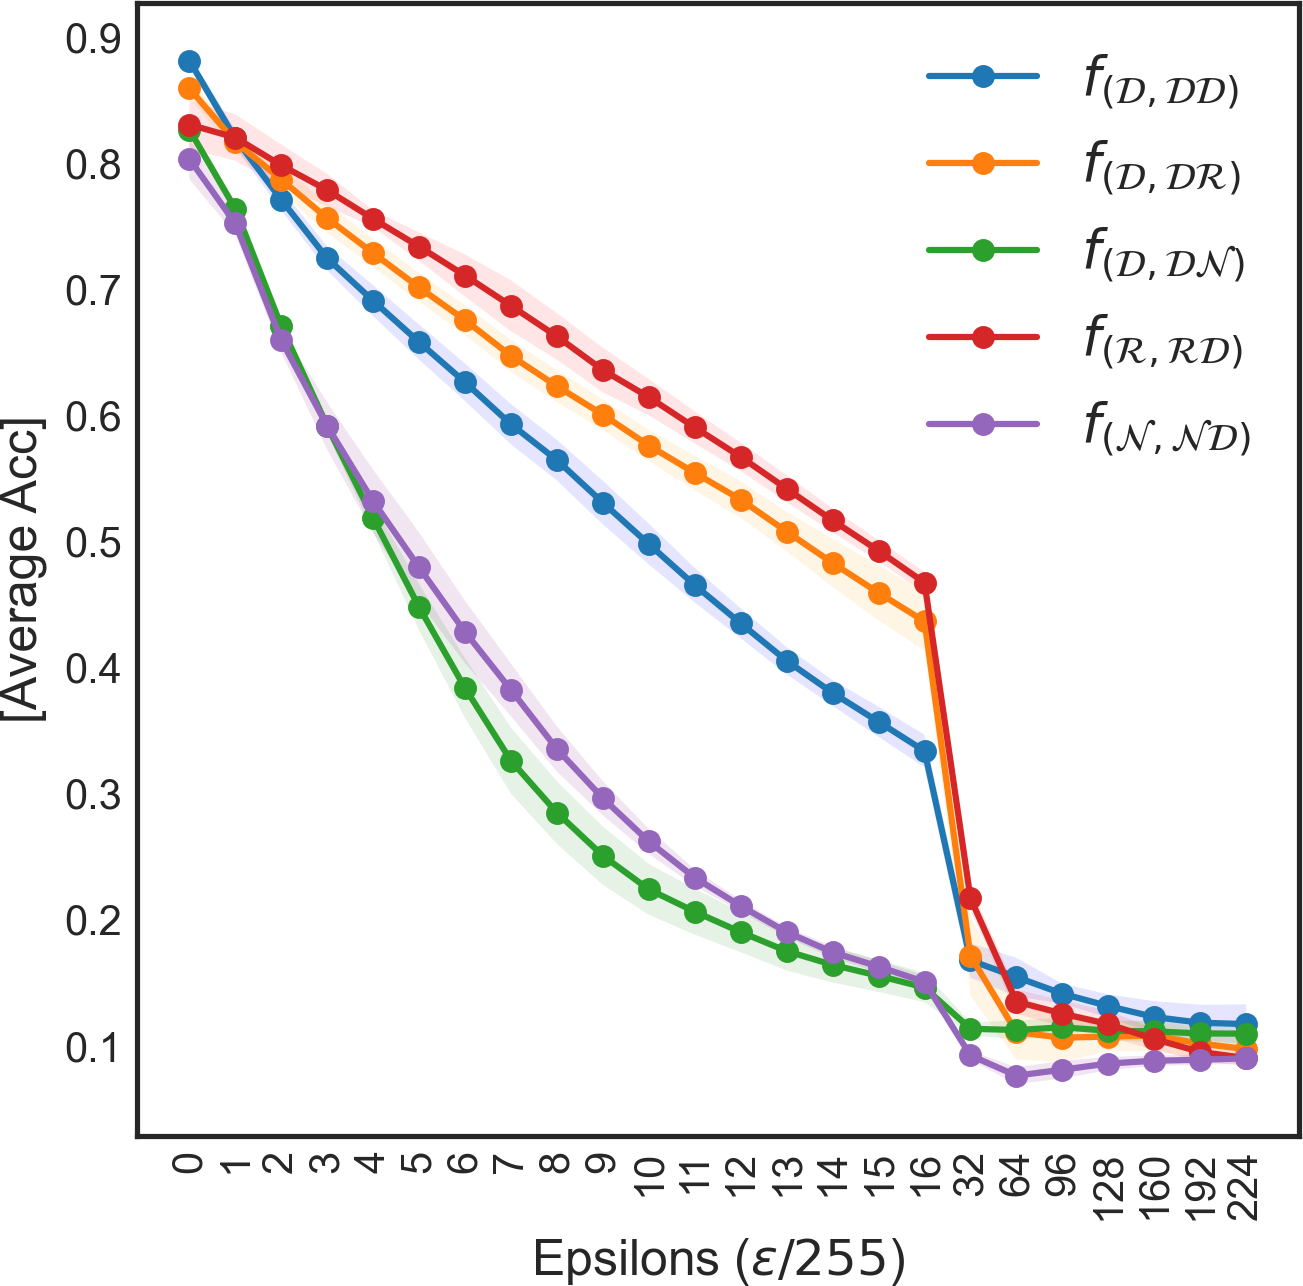 0.9
0.8
0.7
0.6
0.5
0.4
0.3
0.2
0.1
[Average Acc]
f(𝒟, 𝒟𝒟)
f(𝒟, 𝒟ℛ)
f(𝒟, 𝒟𝒩)
f(ℛ, ℛ𝒟)
f(𝒩, 𝒩𝒟)
0 1 2 3 4 5 6 7 8 9 10 11 12 13 14 15 16 32 64 96 128 160 192 224
Epsilons (ε/255)